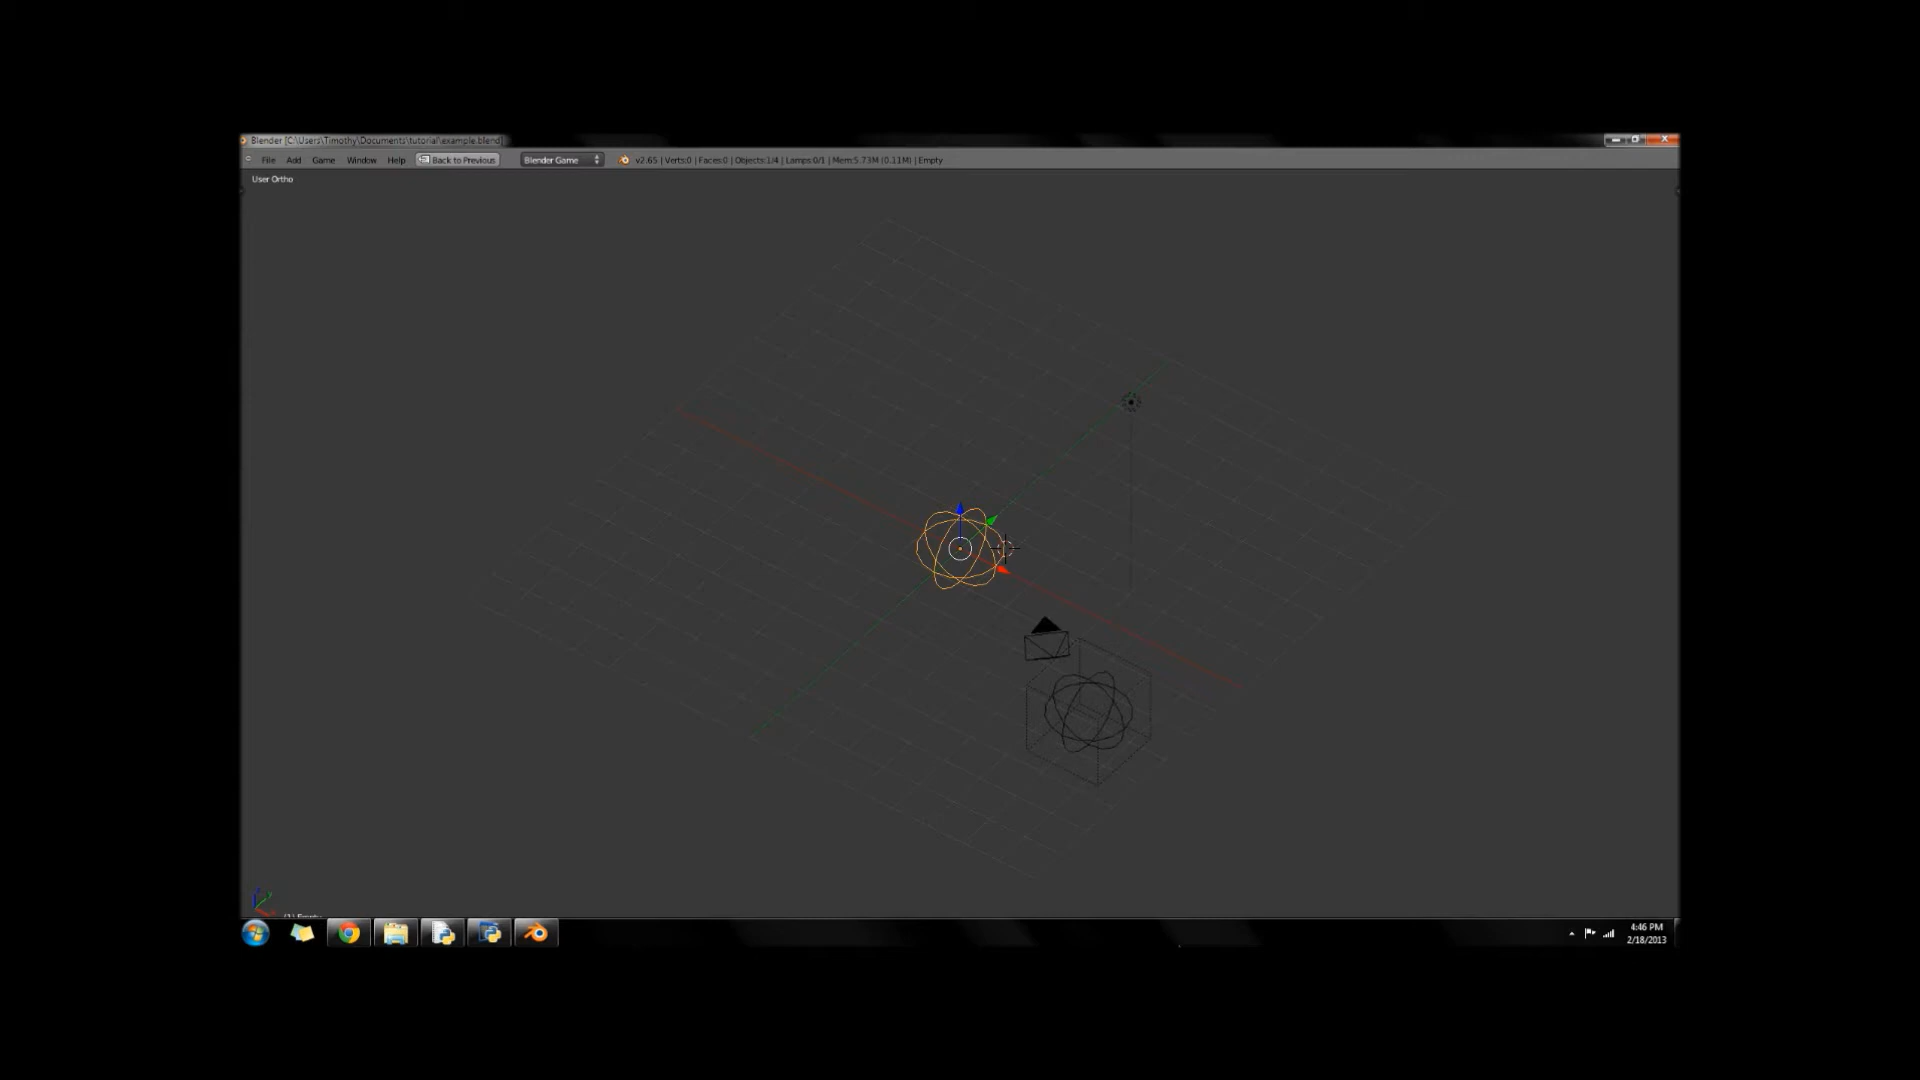 Blender [C:\Users\Timothy\Documents\tutorial\example.blend]
File Add Game Window Help Back to Previous Blender Game v2.65 | Verts:0 | Faces:0 | Objects:1/4 | Lamps:0/1 | Mem:5.73M (0.11M) | Empty
User Ortho
(1) Empty
4:46 PM
2/18/2013